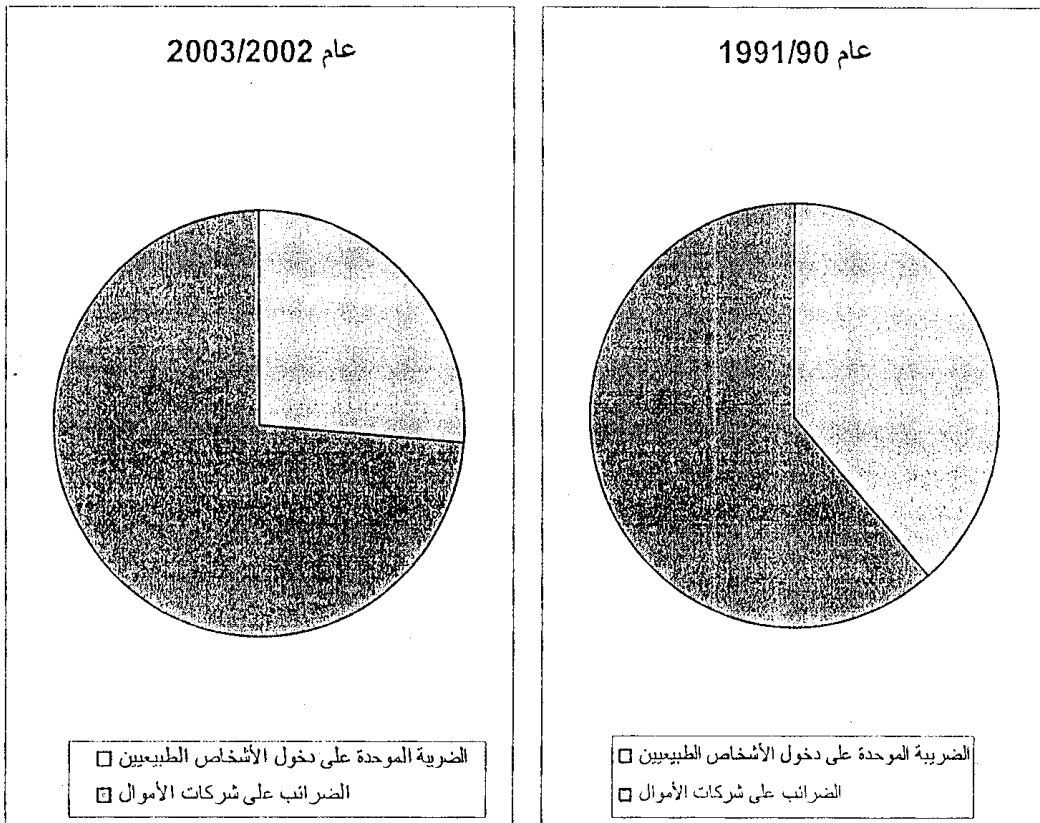 عام 1991/90
الضريبة الموحدة على دخول الأشخاص الطبيعيين
الضرائب على شركات الأموال
عام 2003/2002
الضريبة الموحدة على دخول الأشخاص الطبيعيين
الضرائب على شركات الأموال